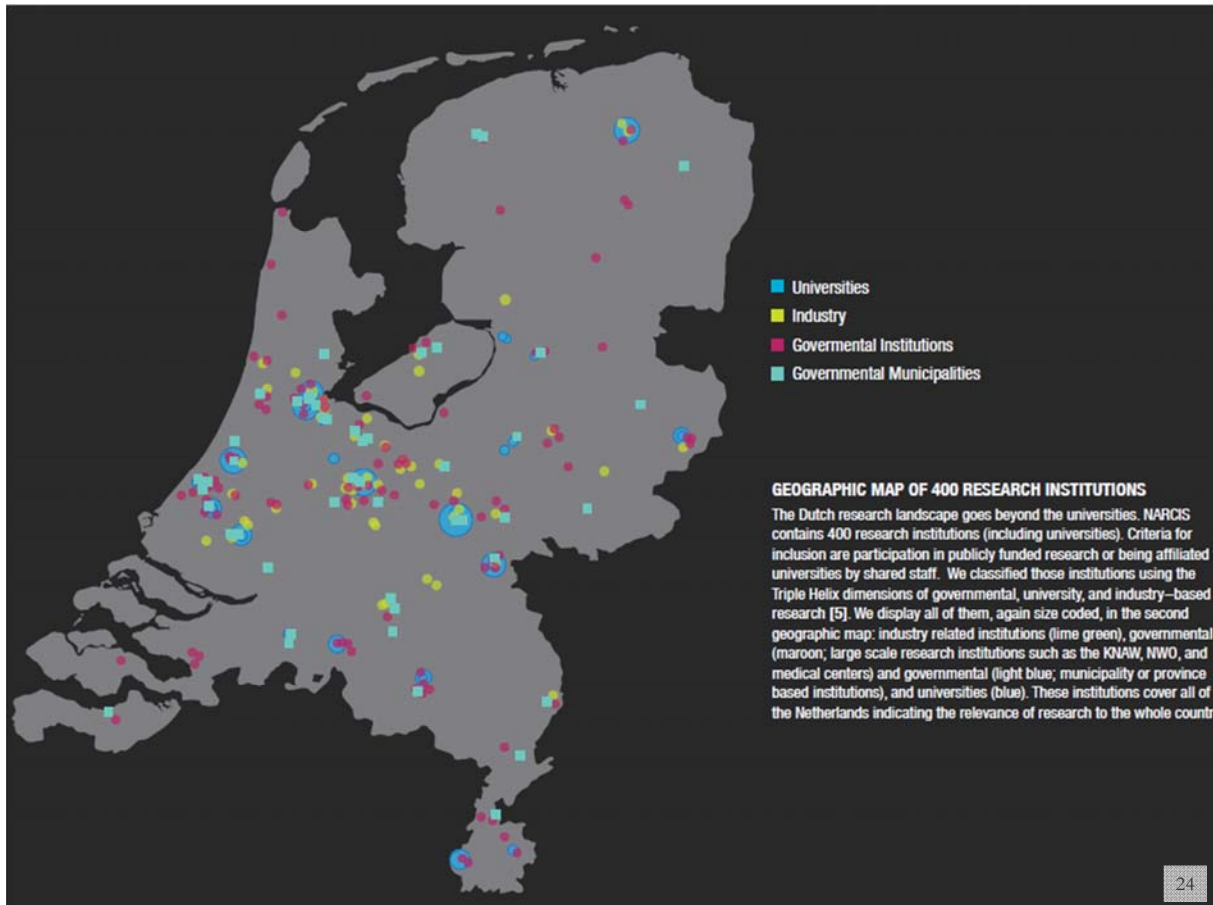 Universities
Industry
Govermental Institutions
Governmental Municipalities
GEOGRAPHIC MAP OF 400 RESEARCH INSTITUTIONS
The Dutch research landscape goes beyond the universities. NARCIS
contains 400 research institutions (including universities). Criteria for
inclusion are participation in publicly funded research or being affiliated
universities by shared staff. We classified those institutions using the
Triple Helix dimensions of governmental, university, and industry–based
research [5]. We display all of them, again size coded, in the second
geographic map: industry related institutions (lime green), governmental
(maroon; large scale research institutions such as the KNAW, NWO, and
medical centers) and governmental (light blue; municipality or province
based institutions), and universities (blue). These institutions cover all of
the Netherlands indicating the relevance of research to the whole countr
24